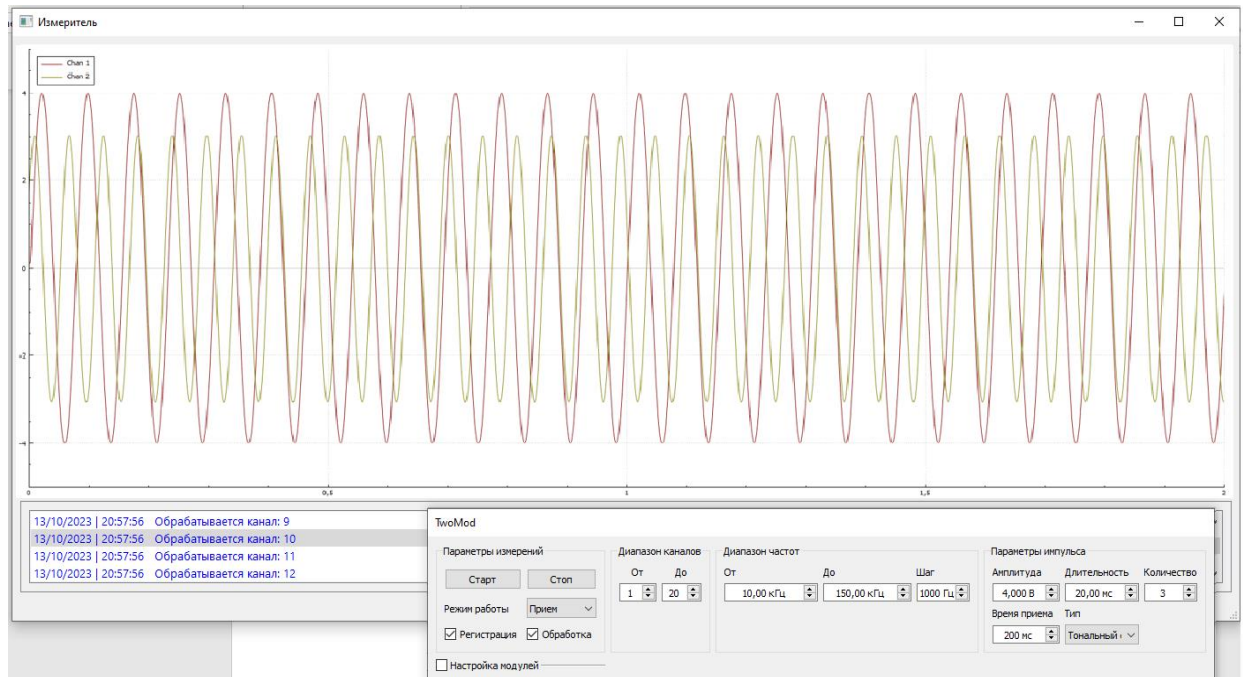 Измеритель
Chan 1
Chan 2
4
2
0
-2
-4
0
0,5
1
1,5
2
13/10/2023 | 20:57:56 Обрабатывается канал: 9
13/10/2023 | 20:57:56 Обрабатывается канал: 10
13/10/2023 | 20:57:56 Обрабатывается канал: 11
13/10/2023 | 20:57:56 Обрабатывается канал: 12
TwoMod
Параметры измерений
Старт Стоп
Режим работы Прием
Регистрация Обработка
Настройка модулей
Диапазон каналов
От До
1 20
Диапазон частот
От До Шаг
10,00 кГц 150,00 кГц 1000 Гц
Параметры импульса
Амплитуда Длительность Количество
4,000 В 20,00 мс 3
Время приема Тип
200 мс Тональный